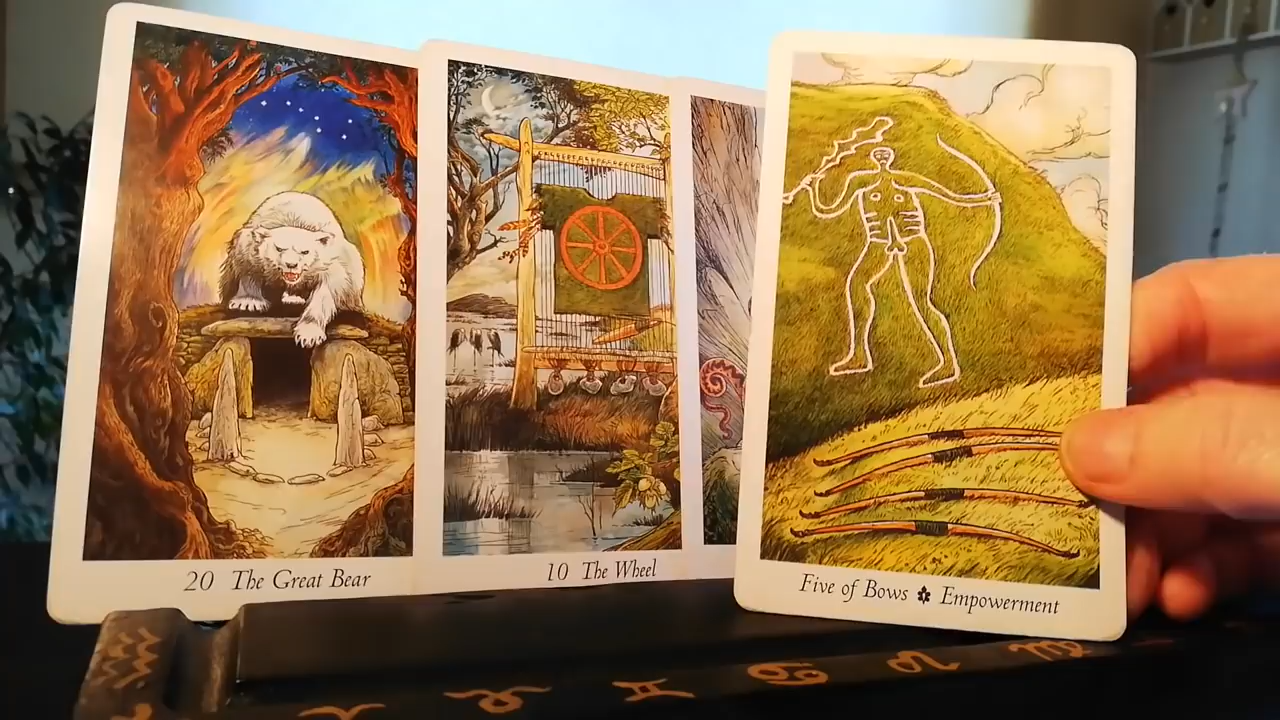 20 The Great Bear
10 The Wheel
Five of Bows ✽ Empowerment